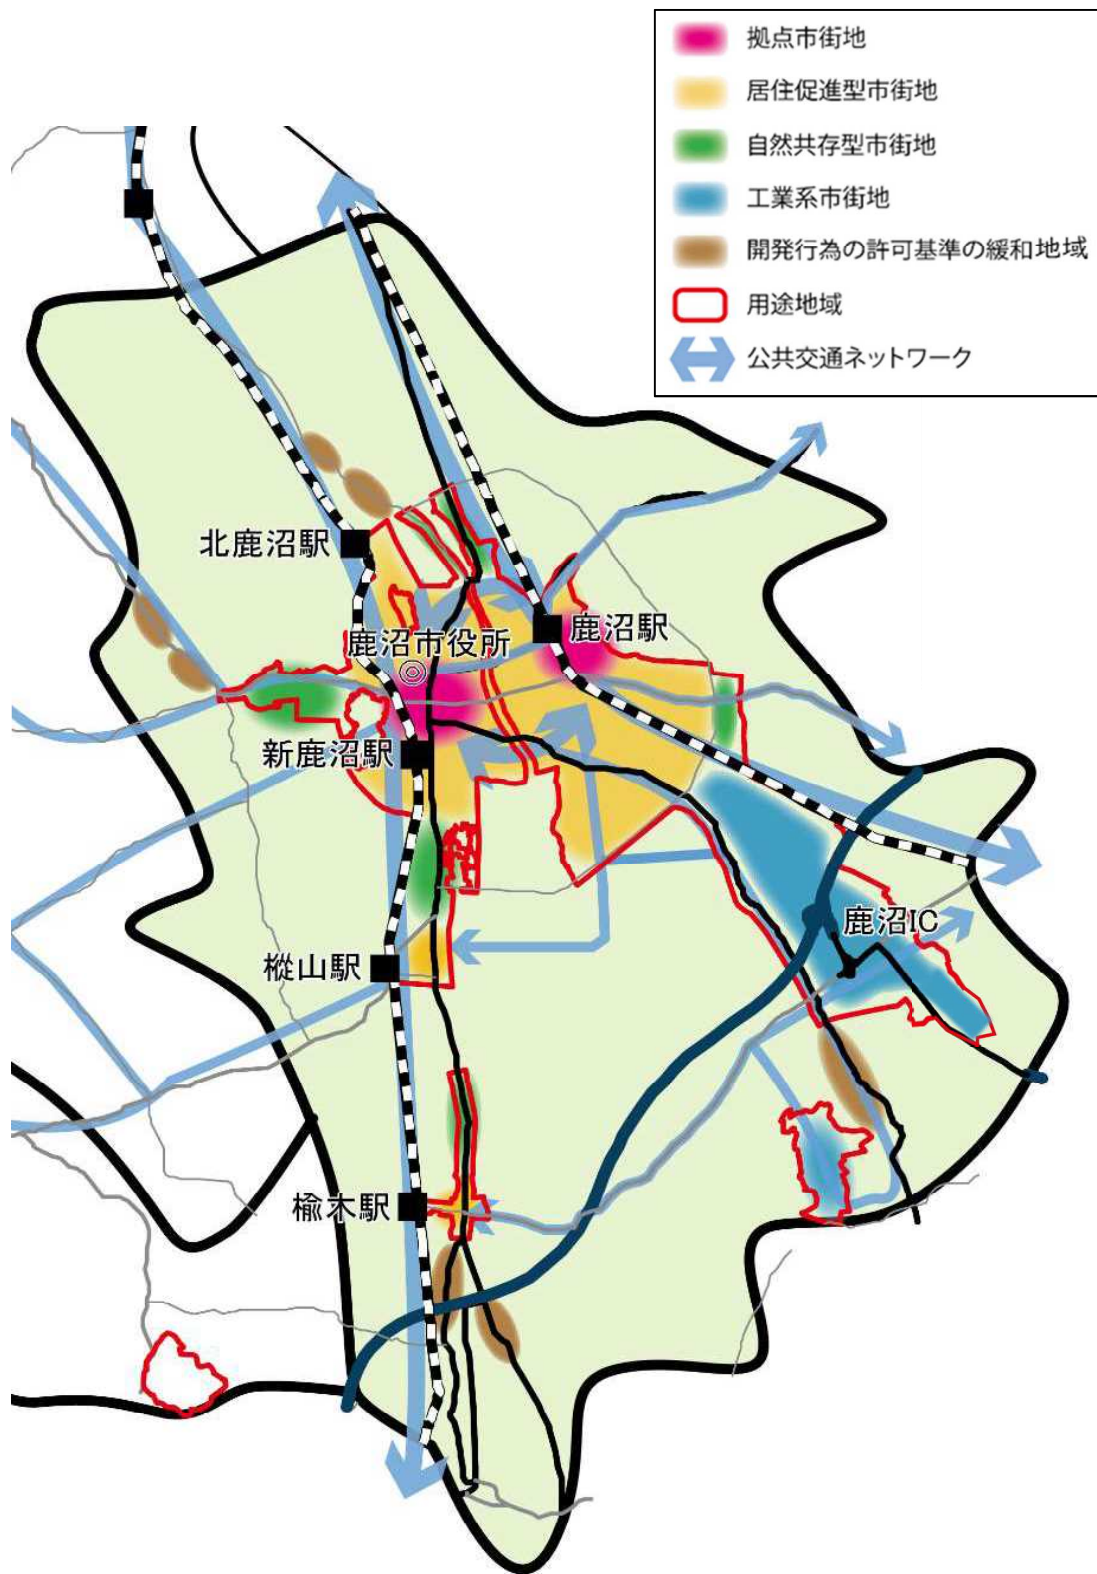 拠点市街地
居住促進型市街地
自然共存型市街地
工業系市街地
開発行為の許可基準の緩和地域
用途地域
公共交通ネットワーク
北鹿沼駅
鹿沼駅
鹿沼市役所
新鹿沼駅
鹿沼IC
樅山駅
楡木駅